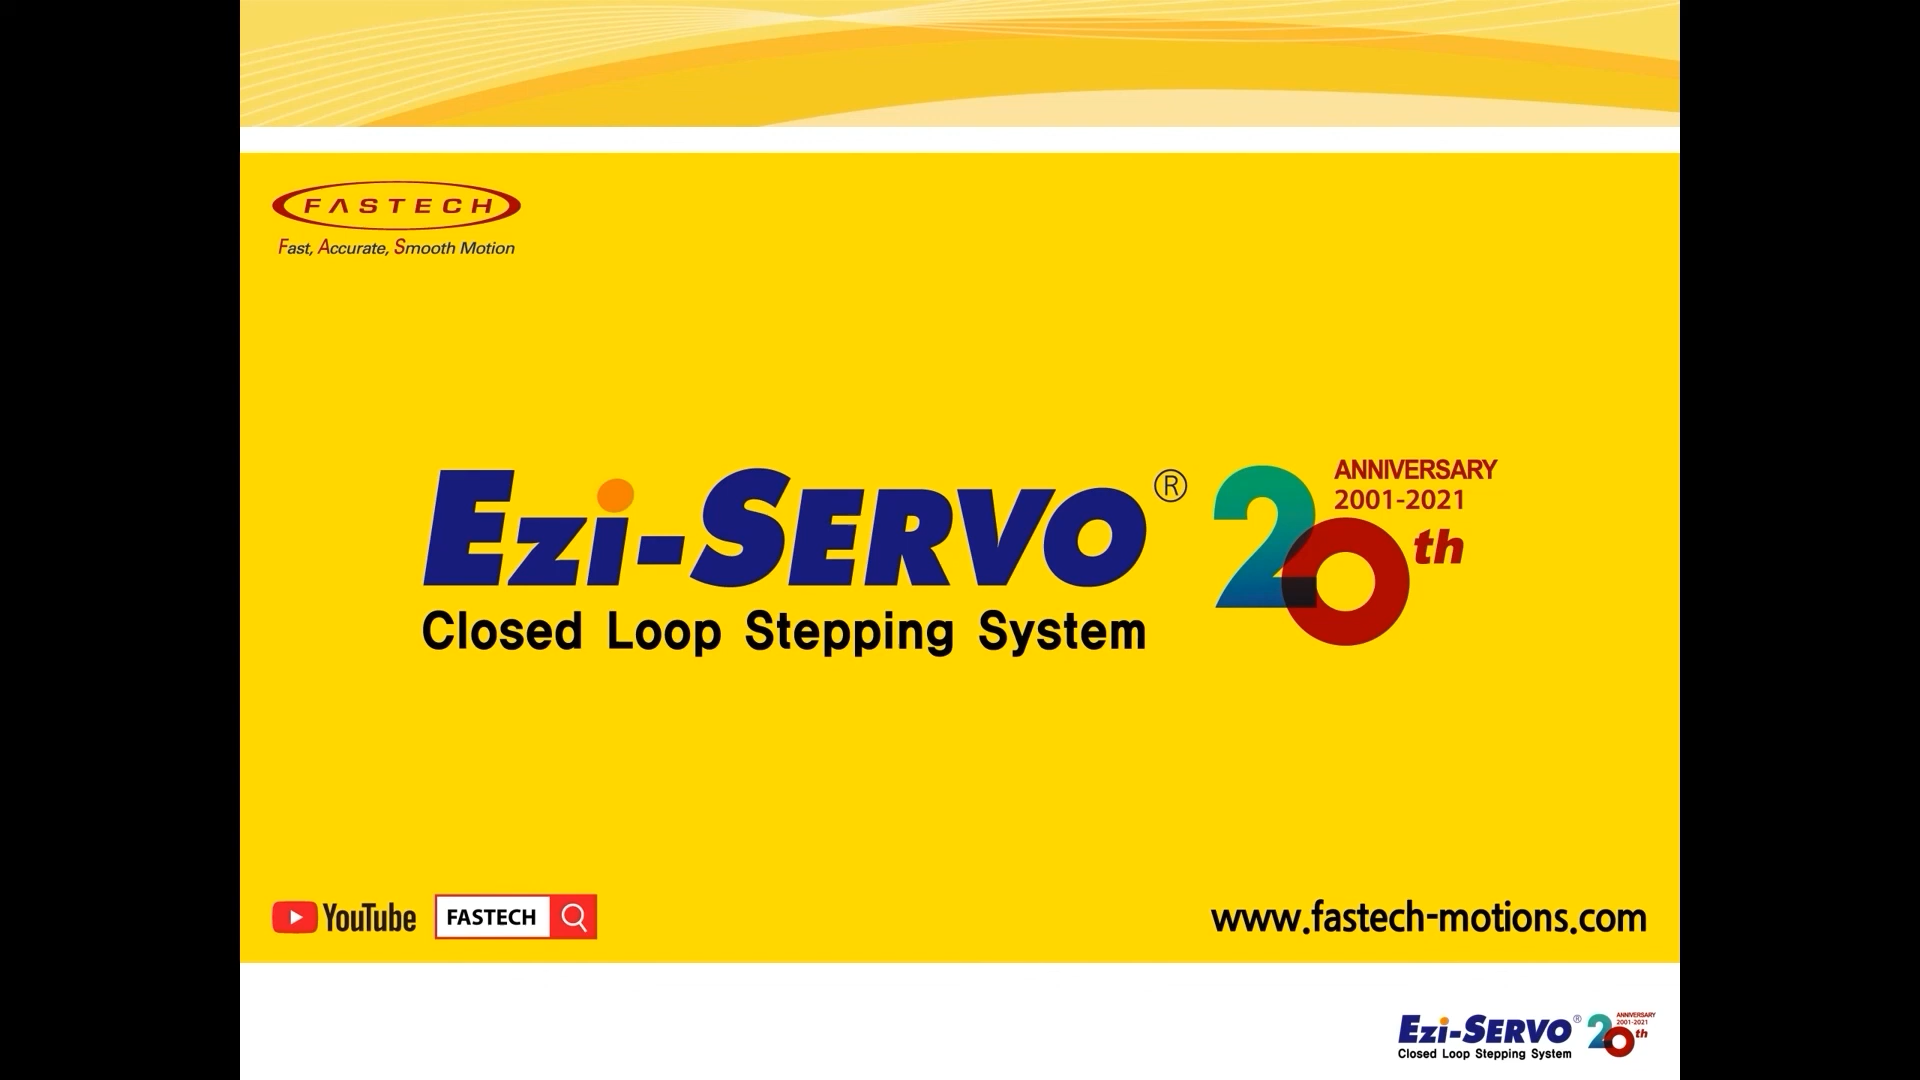 FASTECH
Fast, Accurate, Smooth Motion
EZi-SERVO®
Closed Loop Stepping System
20th
ANNIVERSARY
2001-2021
YouTube
FASTECH
www.fastech-motions.com
EZi-SERVO®
Closed Loop Stepping System
20th
ANNIVERSARY
2001-2021